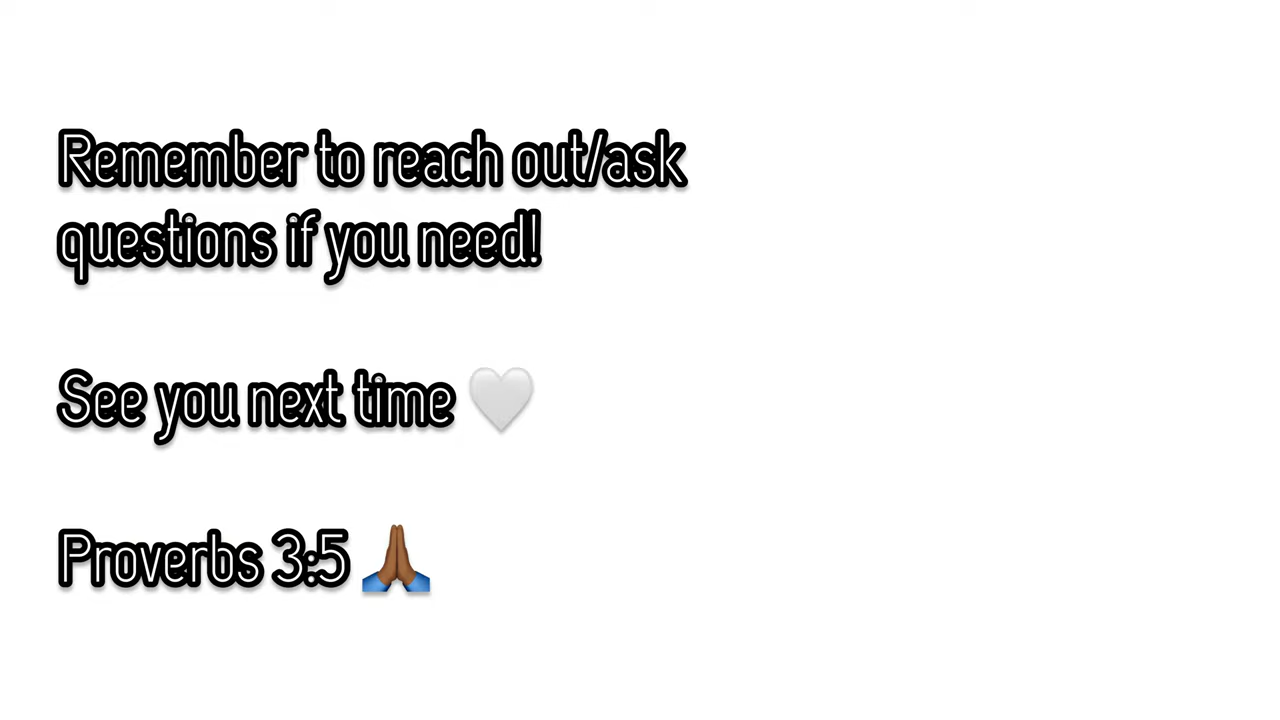 Remember to reach out/ask
questions if you need!
See you next time 🤍
Proverbs 3:5 🙏🏾